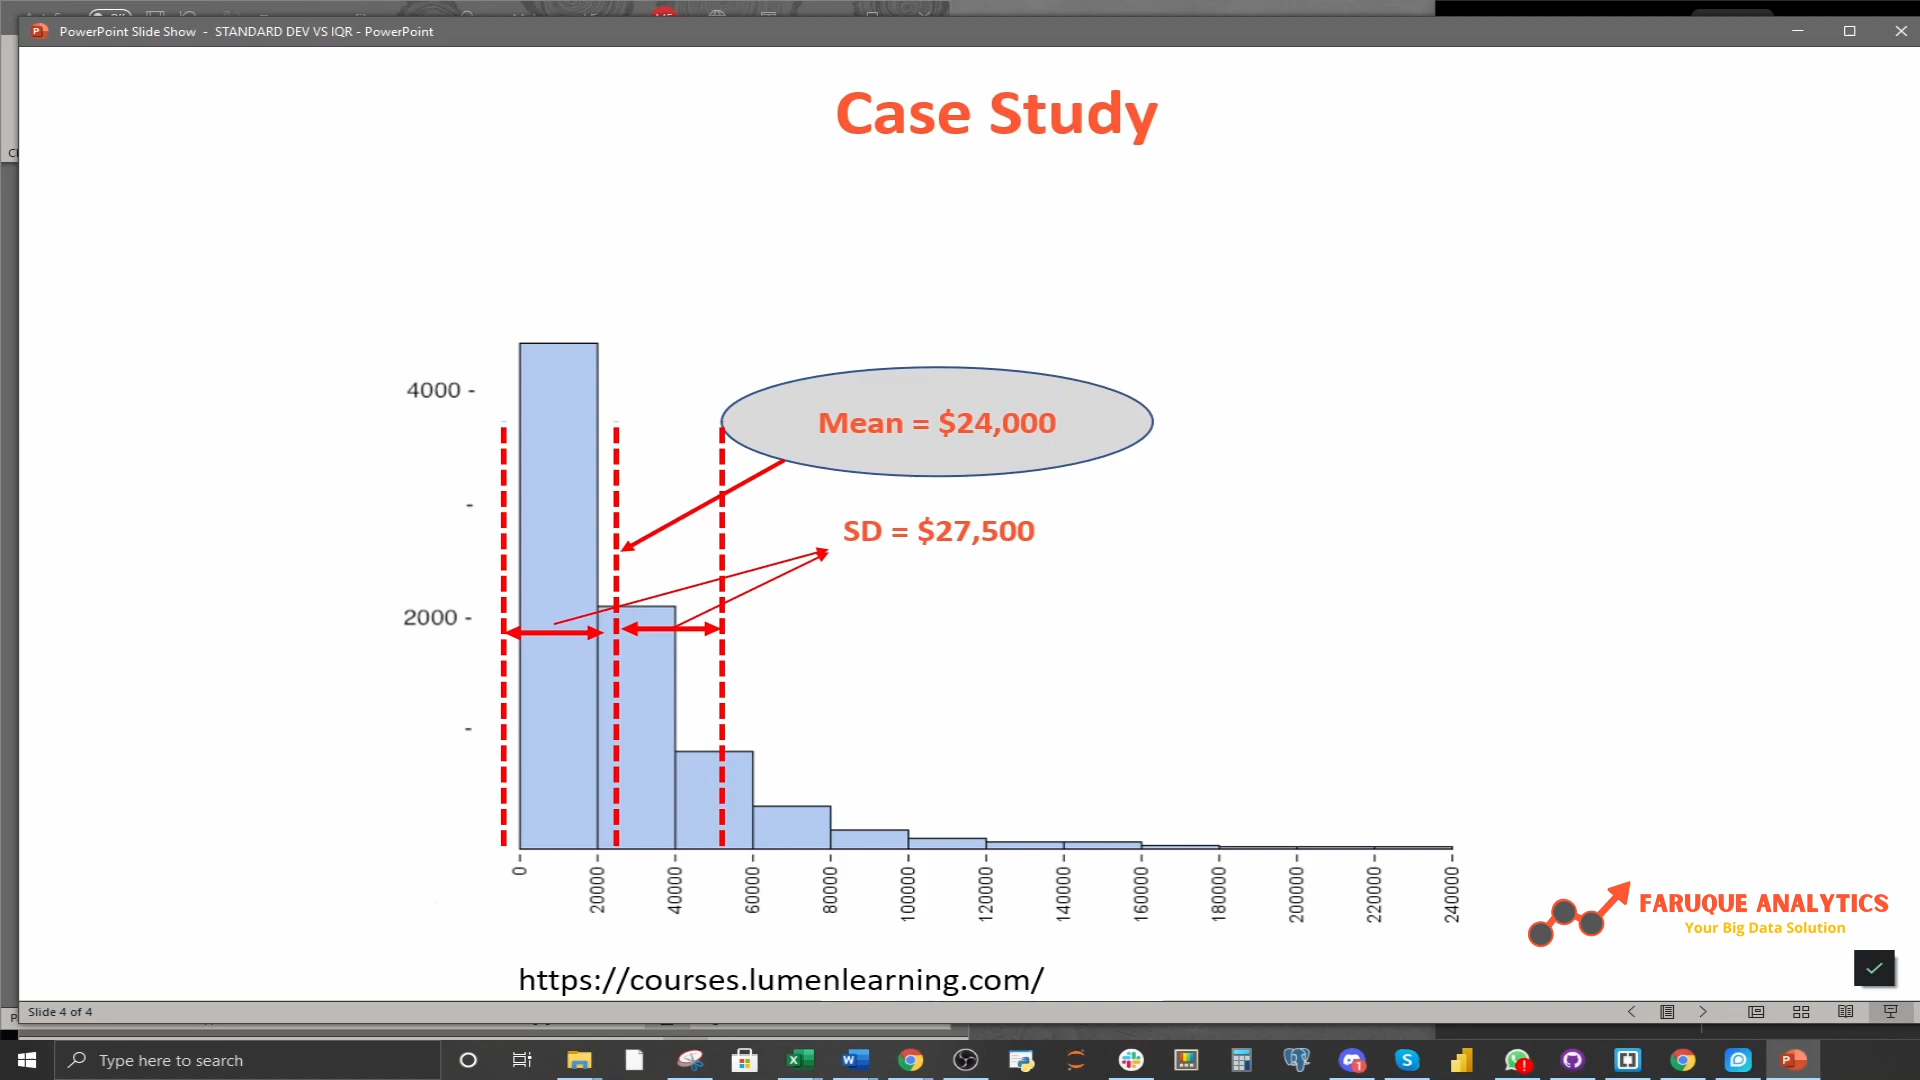 PowerPoint Slide Show - STANDARD DEV VS IQR - PowerPoint
Case Study
4000 -
-
2000 -
-
Mean = $24,000
SD = $27,500
0
20000
40000
60000
80000
100000
120000
140000
160000
180000
200000
220000
240000
FARUQUE ANALYTICS
Your Big Data Solution
https://courses.lumenlearning.com/
Slide 4 of 4
Type here to search